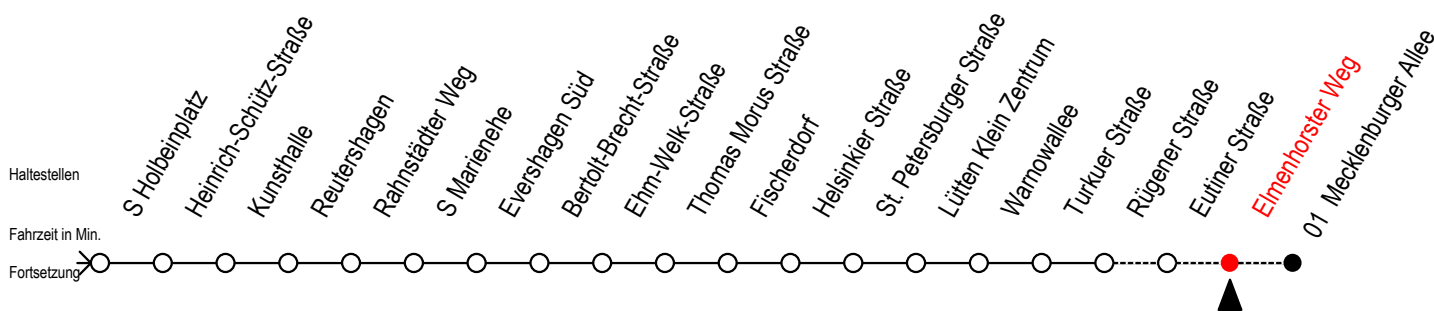 Haltestellen
Fahrzeit in Min.
Fortsetzung
S Holbeinplatz
Heinrich-Schütz-Straße
Kunsthalle
Reutershagen
Rahnstädter Weg
S Marienehe
Evershagen Süd
Bertolt-Brecht-Straße
Ehm-Welk-Straße
Thomas Morus Straße
Fischerdorf
Helsinkier Straße
St. Petersburger Straße
Lütten Klein Zentrum
Warnowallee
Turkuer Straße
Rügener Straße
Eutiner Straße
Elmenhorster Weg
01 Mecklenburger Allee